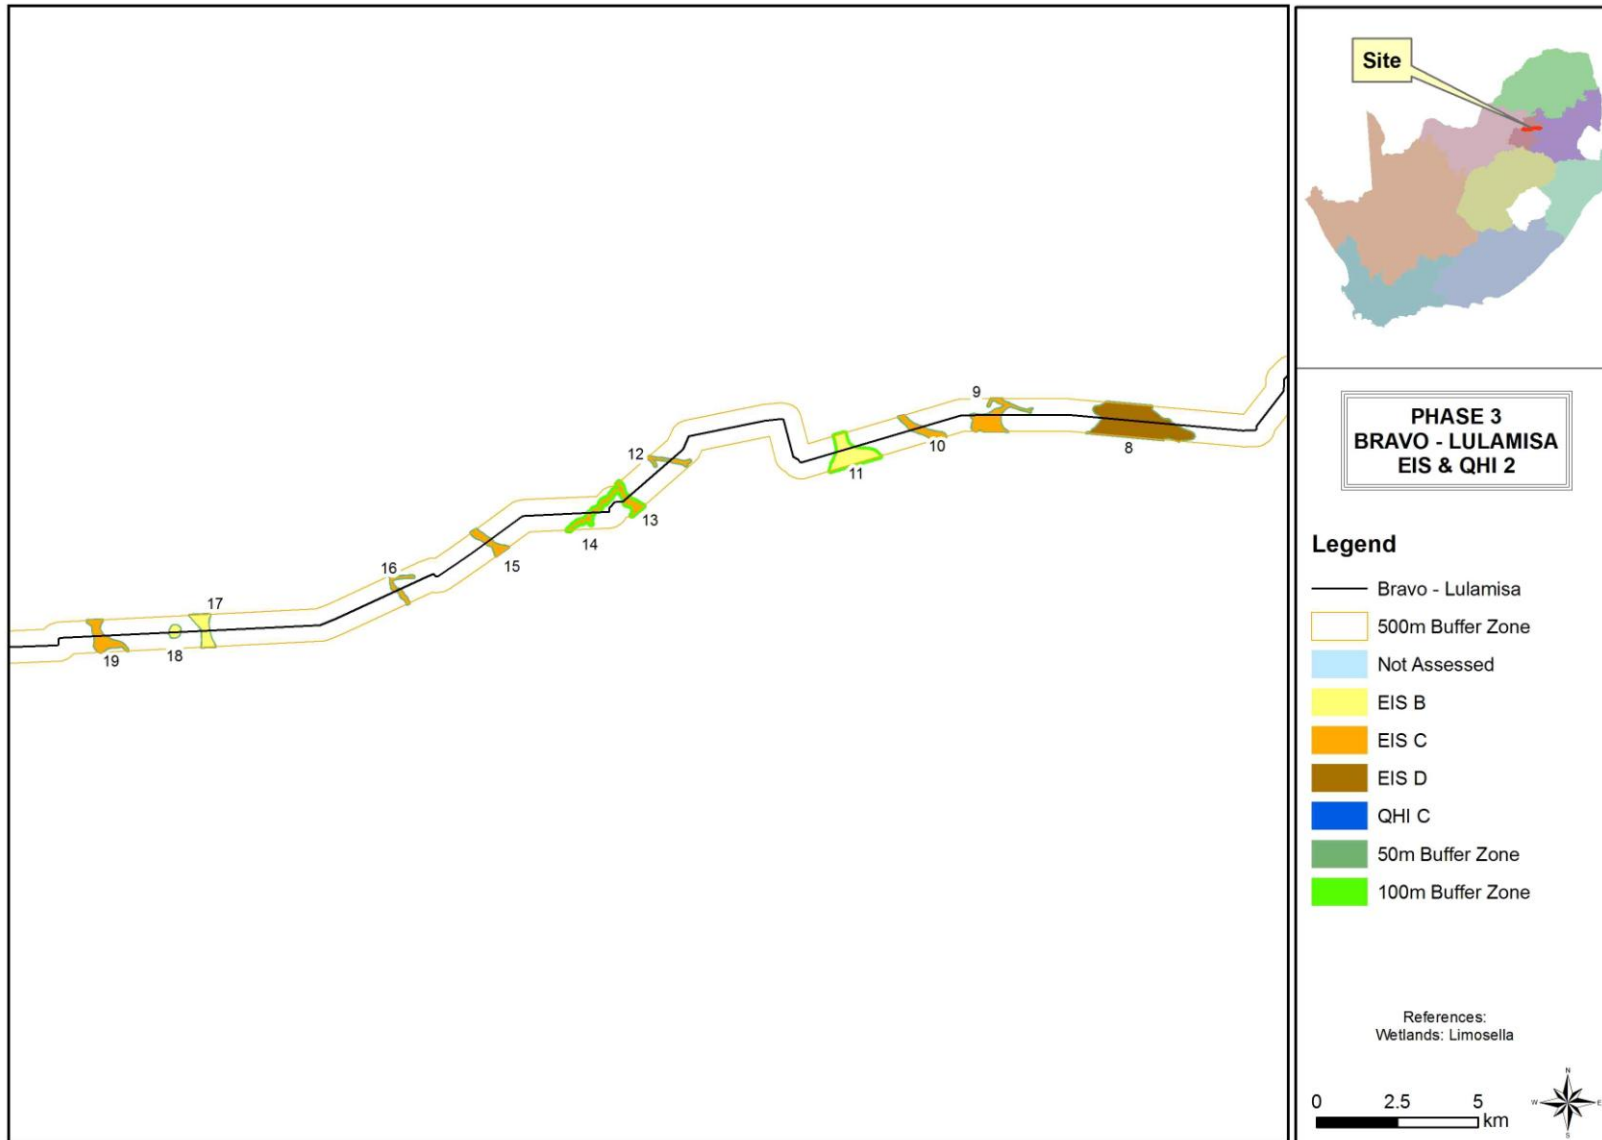 9
12
10
8
11
13
14
15
16
17
18
19
Site
PHASE 3
BRAVO - LULAMISA
EIS & QHI 2
Legend
Bravo - Lulamisa
500m Buffer Zone
Not Assessed
EIS B
EIS C
EIS D
QHI C
50m Buffer Zone
100m Buffer Zone
References:
Wetlands: Limosella
0 2.5 5
km
N
W E
S